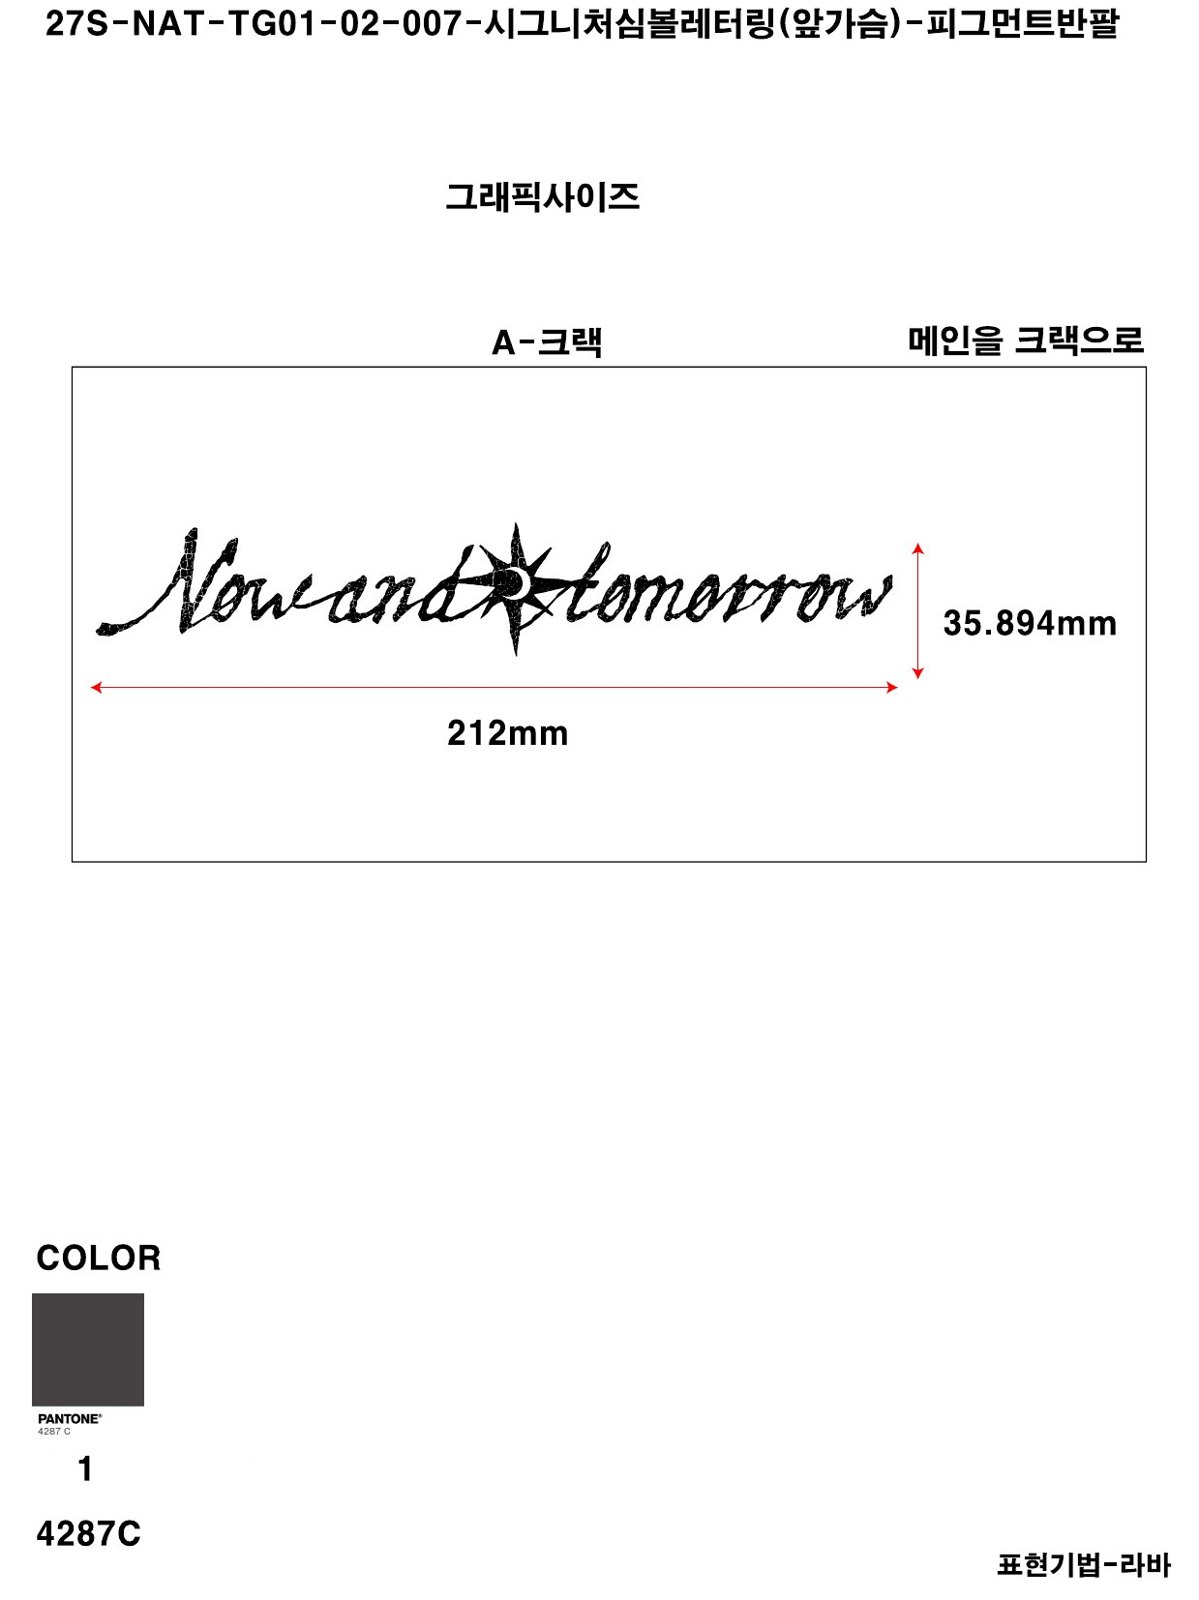 27S-NAT-TG01-02-007-시그니처심볼레터링(앞가슴)-피그먼트반팔
그래픽사이즈
A-크랙
메인을 크랙으로
Now and tomorrow
35.894mm
212mm
COLOR
PANTONE®
4287 C
1
4287C
표현기법-라바